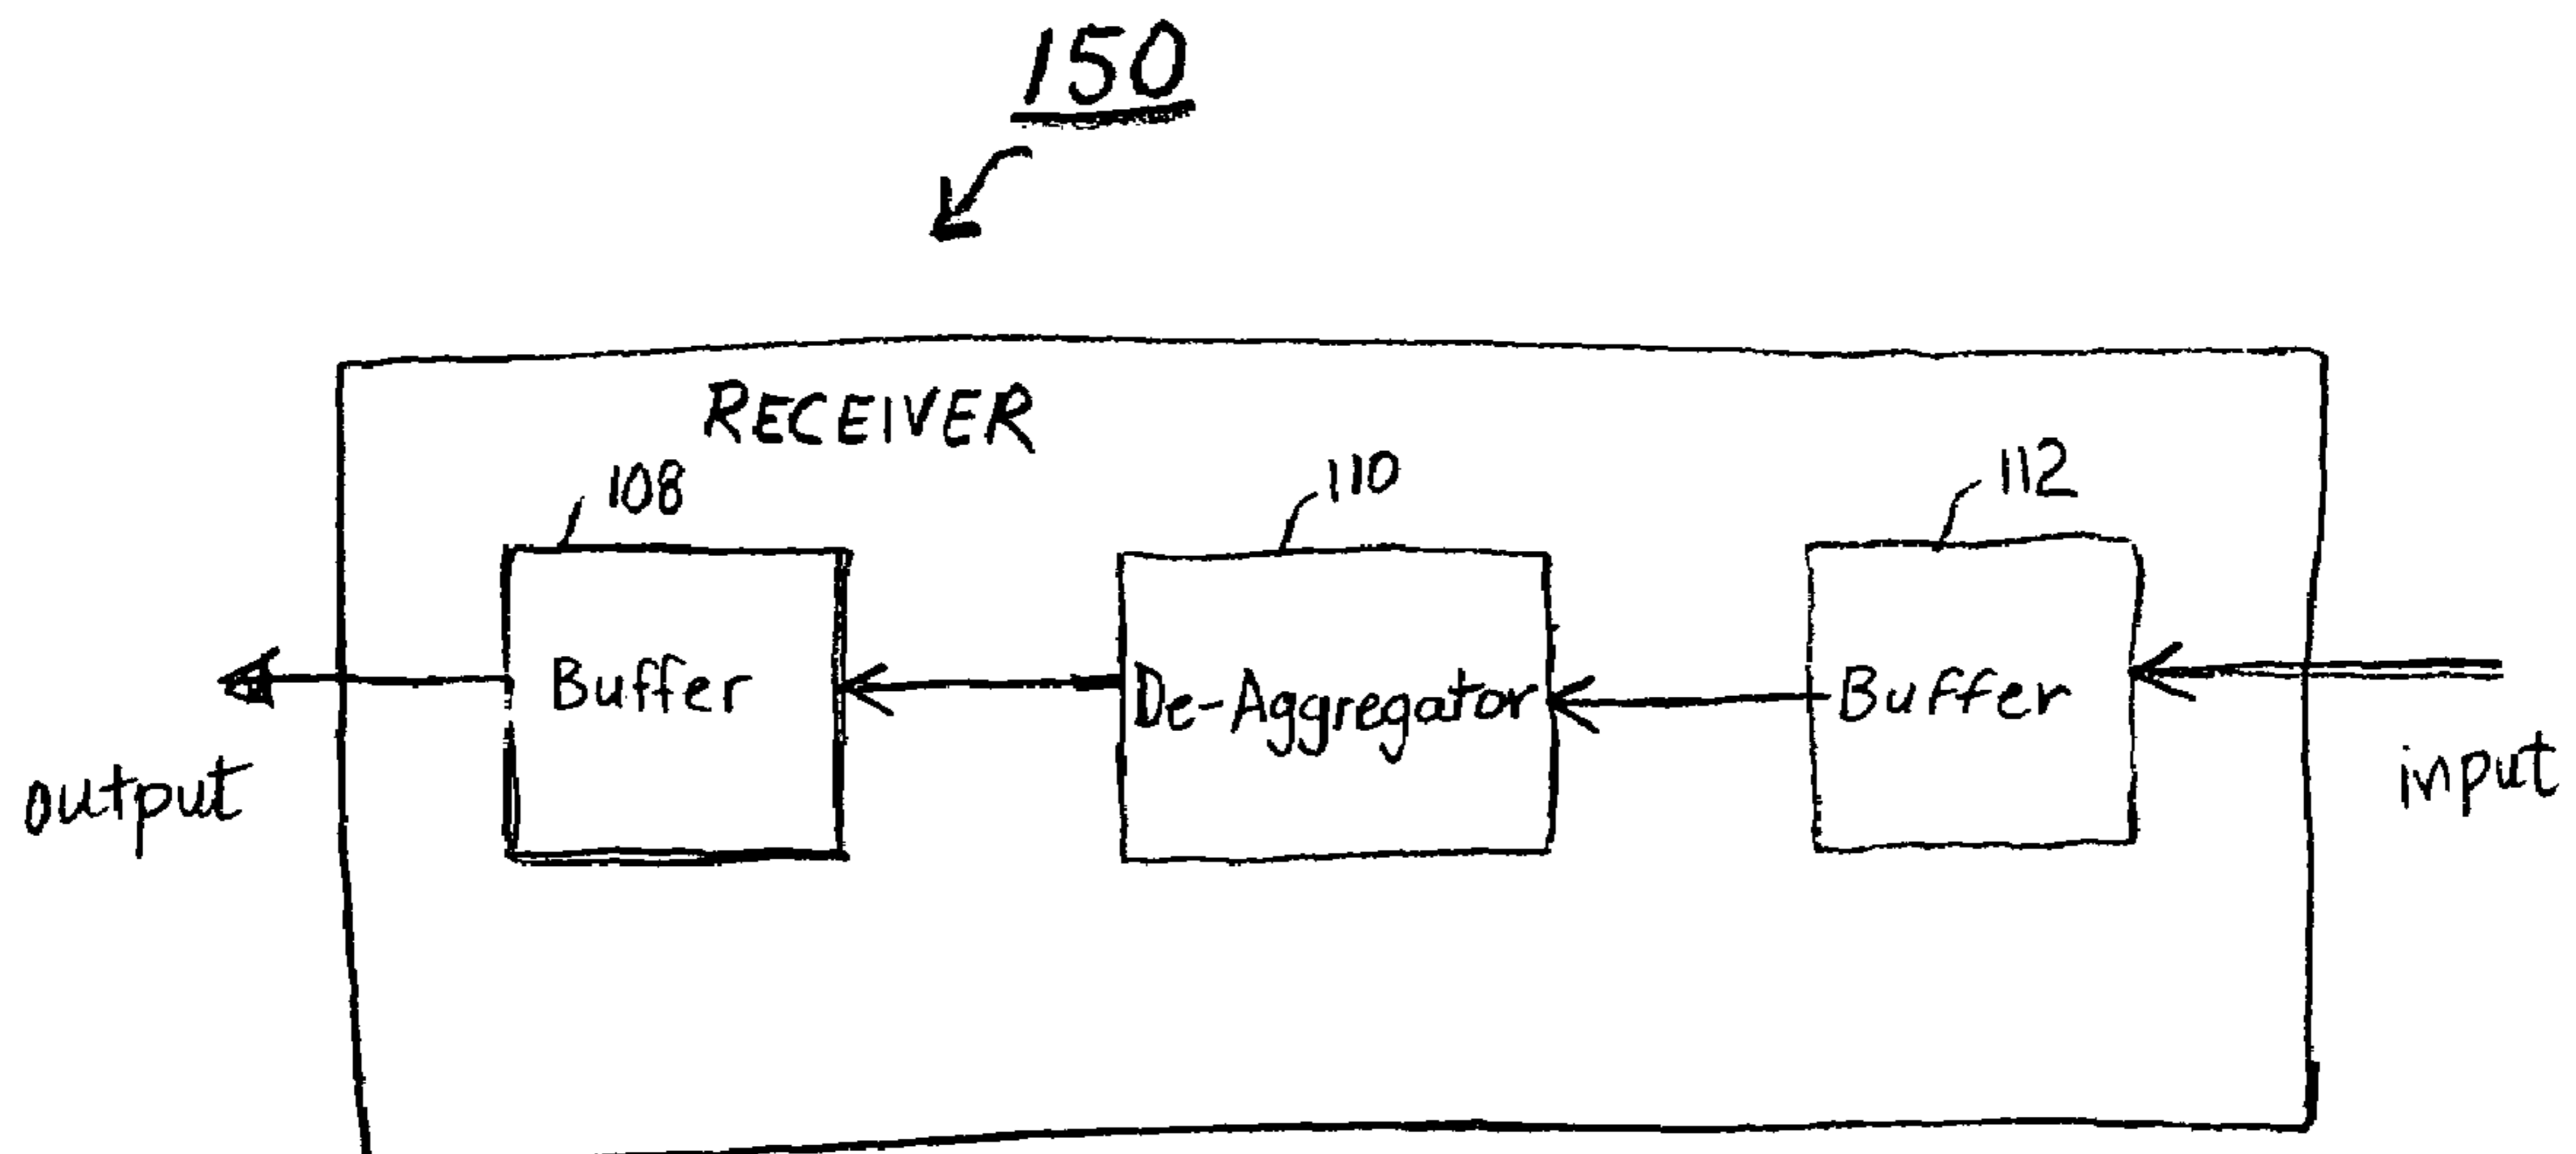 150
RECEIVER
108
110
112
Buffer
De-Aggregator
Buffer
output
input